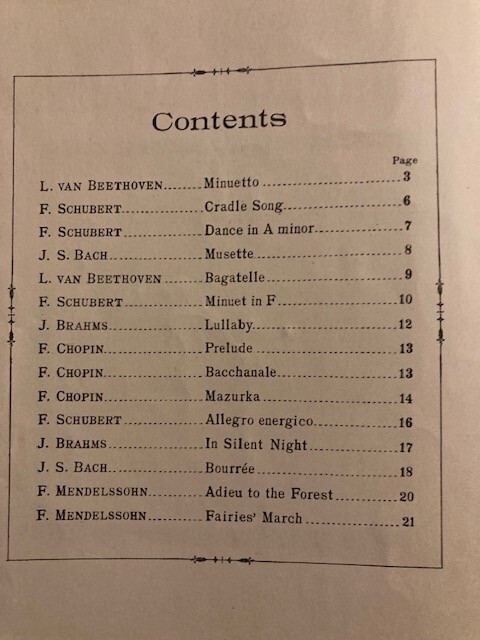 Contents
Page
L. VAN BEETHOVEN.......Minuetto...........................3
F. SCHUBERT...............Cradle Song.......................6
F. SCHUBERT...............Dance in A minor.................7
J. S. BACH...................Musette............................8
L. VAN BEETHOVEN.......Bagatelle..........................9
F. SCHUBERT...............Minuet in F.......................10
J. BRAHMS..................Lullaby............................12
F. CHOPIN...................Prelude............................13
F. CHOPIN...................Bacchanale.......................13
F. CHOPIN...................Mazurka...........................14
F. SCHUBERT...............Allegro energico.................16
J. BRAHMS..................In Silent Night...................17
J. S. BACH...................Bourrée............................18
F. MENDELSSOHN.........Adieu to the Forest............20
F. MENDELSSOHN.........Fairies' March....................21